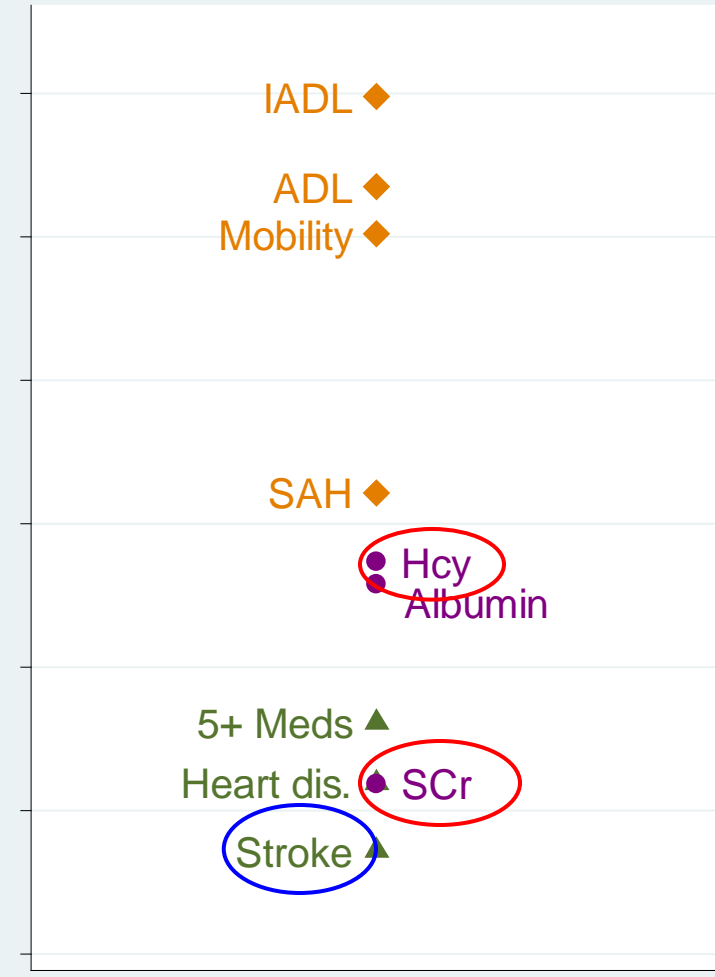 IADL
ADL
Mobility
SAH
Hcy
Albumin
5+ Meds
Heart dis. SCr
Stroke